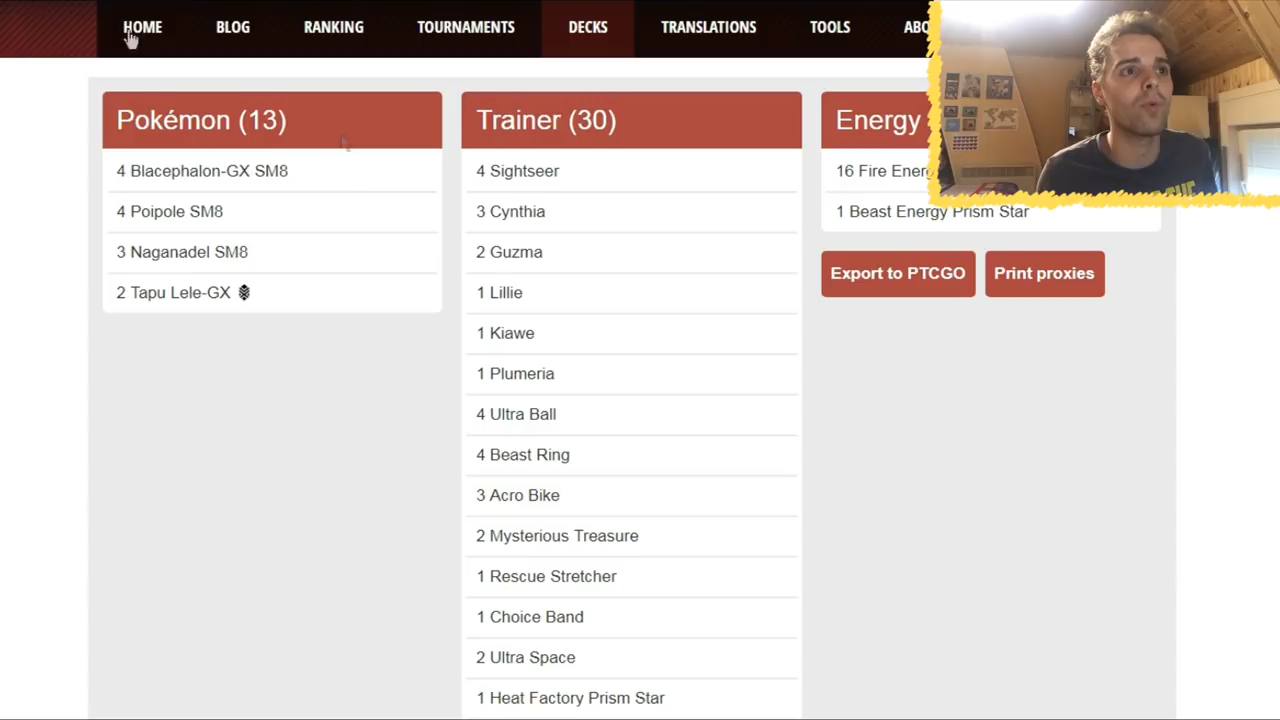 HOME BLOG RANKING TOURNAMENTS DECKS TRANSLATIONS TOOLS
Pokémon (13)
4 Blacephalon-GX SM8
4 Poipole SM8
3 Naganadel SM8
2 Tapu Lele-GX
Trainer (30)
4 Sightseer
3 Cynthia
2 Guzma
1 Lillie
1 Kiawe
1 Plumeria
4 Ultra Ball
4 Beast Ring
3 Acro Bike
2 Mysterious Treasure
1 Rescue Stretcher
1 Choice Band
2 Ultra Space
1 Heat Factory Prism Star
Energy
16 Fire
1 Beast Energy Prism Star
Export to PTCGO Print proxies